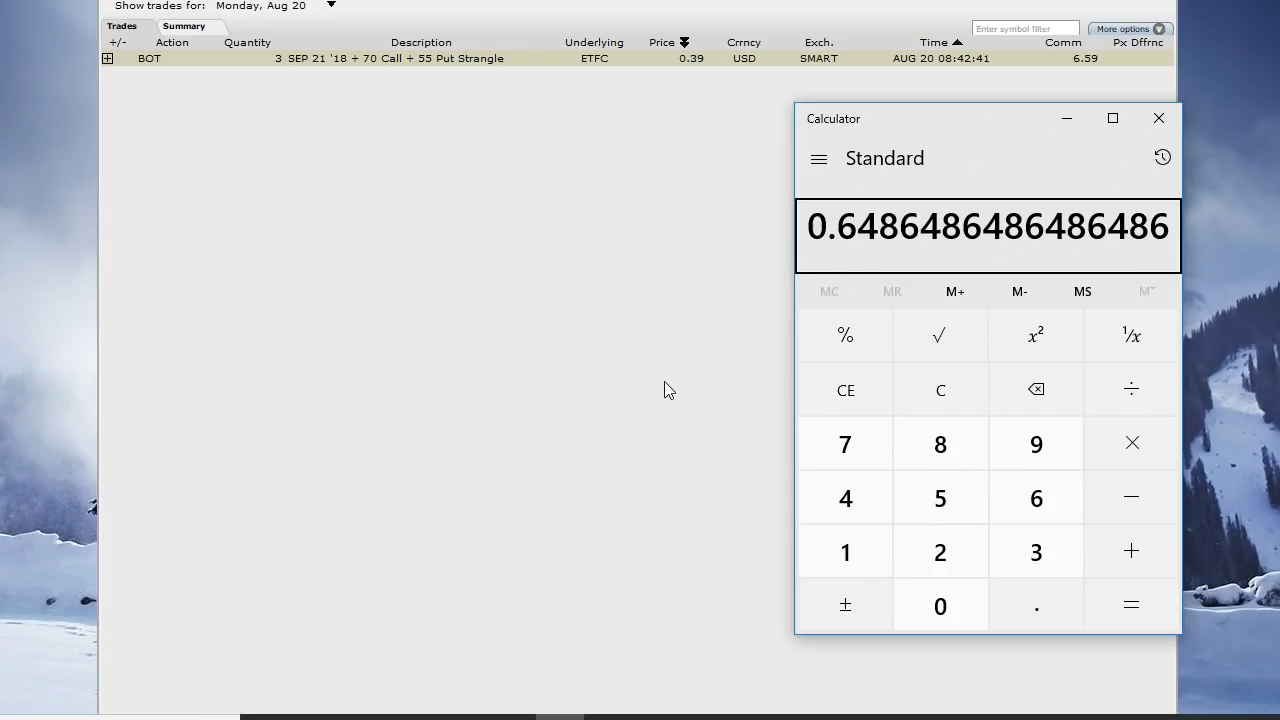 Show trades for: Monday, Aug 20
Trades Summary
Enter symbol filter More options
+/- Action Quantity Description Underlying Price Crrncy Exch. Time Comm Px Dffrnc
BOT 3 SEP 21 '18 + 70 Call + 55 Put Strangle ETFC 0.39 USD SMART AUG 20 08:42:41 6.59
Calculator
Standard
0.6486486486486486
MC MR M+ M- MS M˅
% √ x² ¹/x
CE C ÷
7 8 9 ×
4 5 6 −
1 2 3 +
± 0 . =